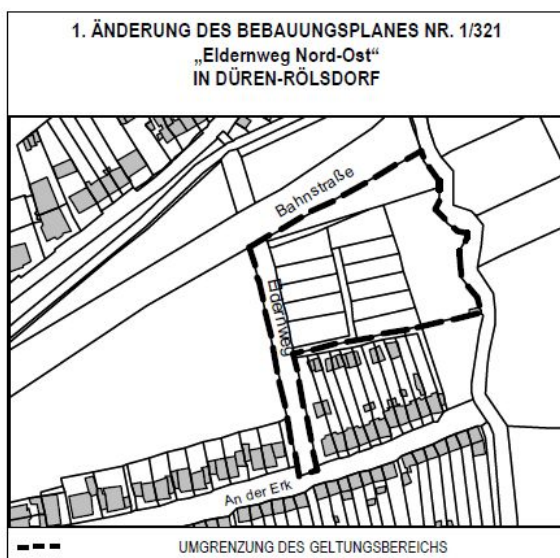 1. ÄNDERUNG DES BEBAUUNGSPLANES NR. 1/321
„Eldernweg Nord-Ost“
IN DÜREN-RÖLSDORF
Bahnstraße
Eldernweg
An der Erk
UMGRENZUNG DES GELTUNGSBEREICHS